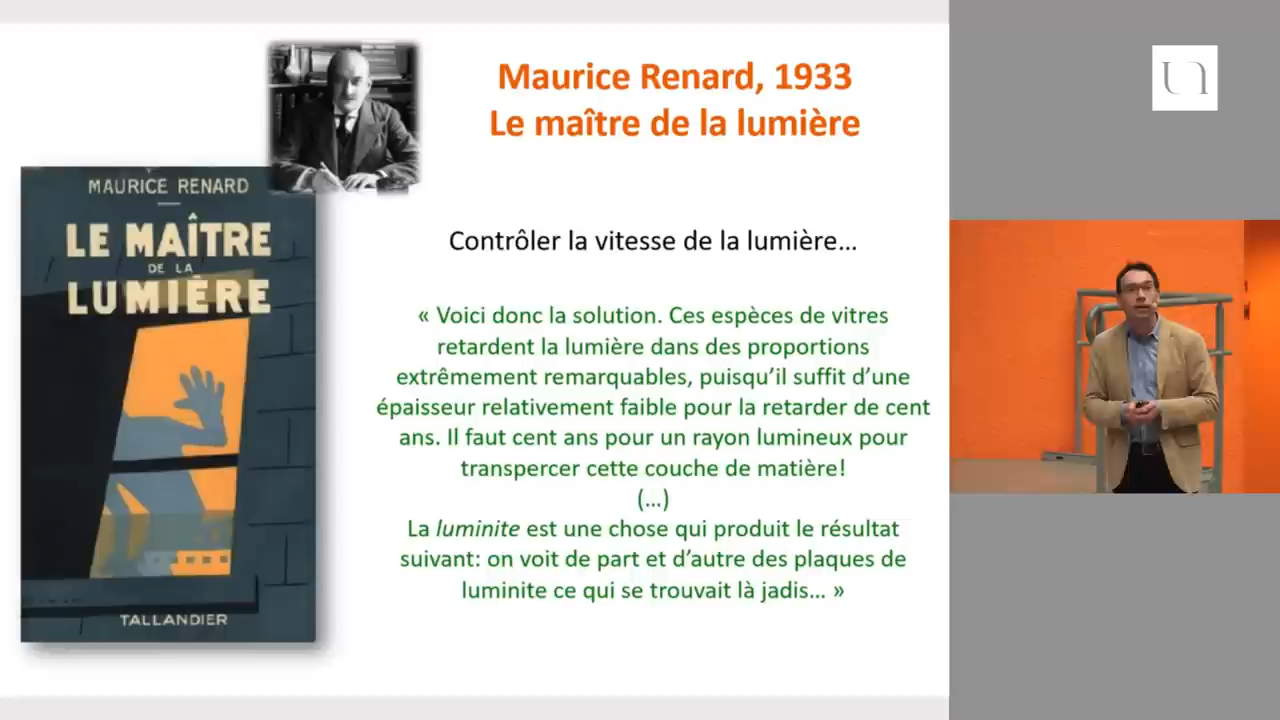 Maurice Renard, 1933
Le maître de la lumière
MAURICE RENARD
LE MAÎTRE
DE LA
LUMIÈRE
TALLANDIER
Contrôler la vitesse de la lumière...
« Voici donc la solution. Ces espèces de vitres
retardent la lumière dans des proportions
extrêmement remarquables, puisqu’il suffit d’une
épaisseur relativement faible pour la retarder de cent
ans. Il faut cent ans pour un rayon lumineux pour
transpercer cette couche de matière!
(...)
La luminite est une chose qui produit le résultat
suivant: on voit de part et d’autre des plaques de
luminite ce qui se trouvait là jadis... »